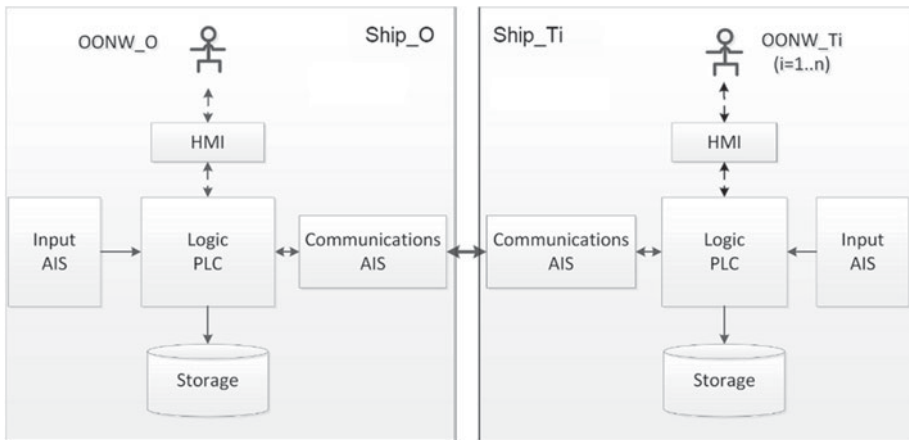 OONW_O
Ship_O
HMI
Input
AIS
Logic
PLC
Communications
AIS
Storage
Ship_Ti
OONW_Ti
(i=1..n)
HMI
Communications
AIS
Logic
PLC
Input
AIS
Storage